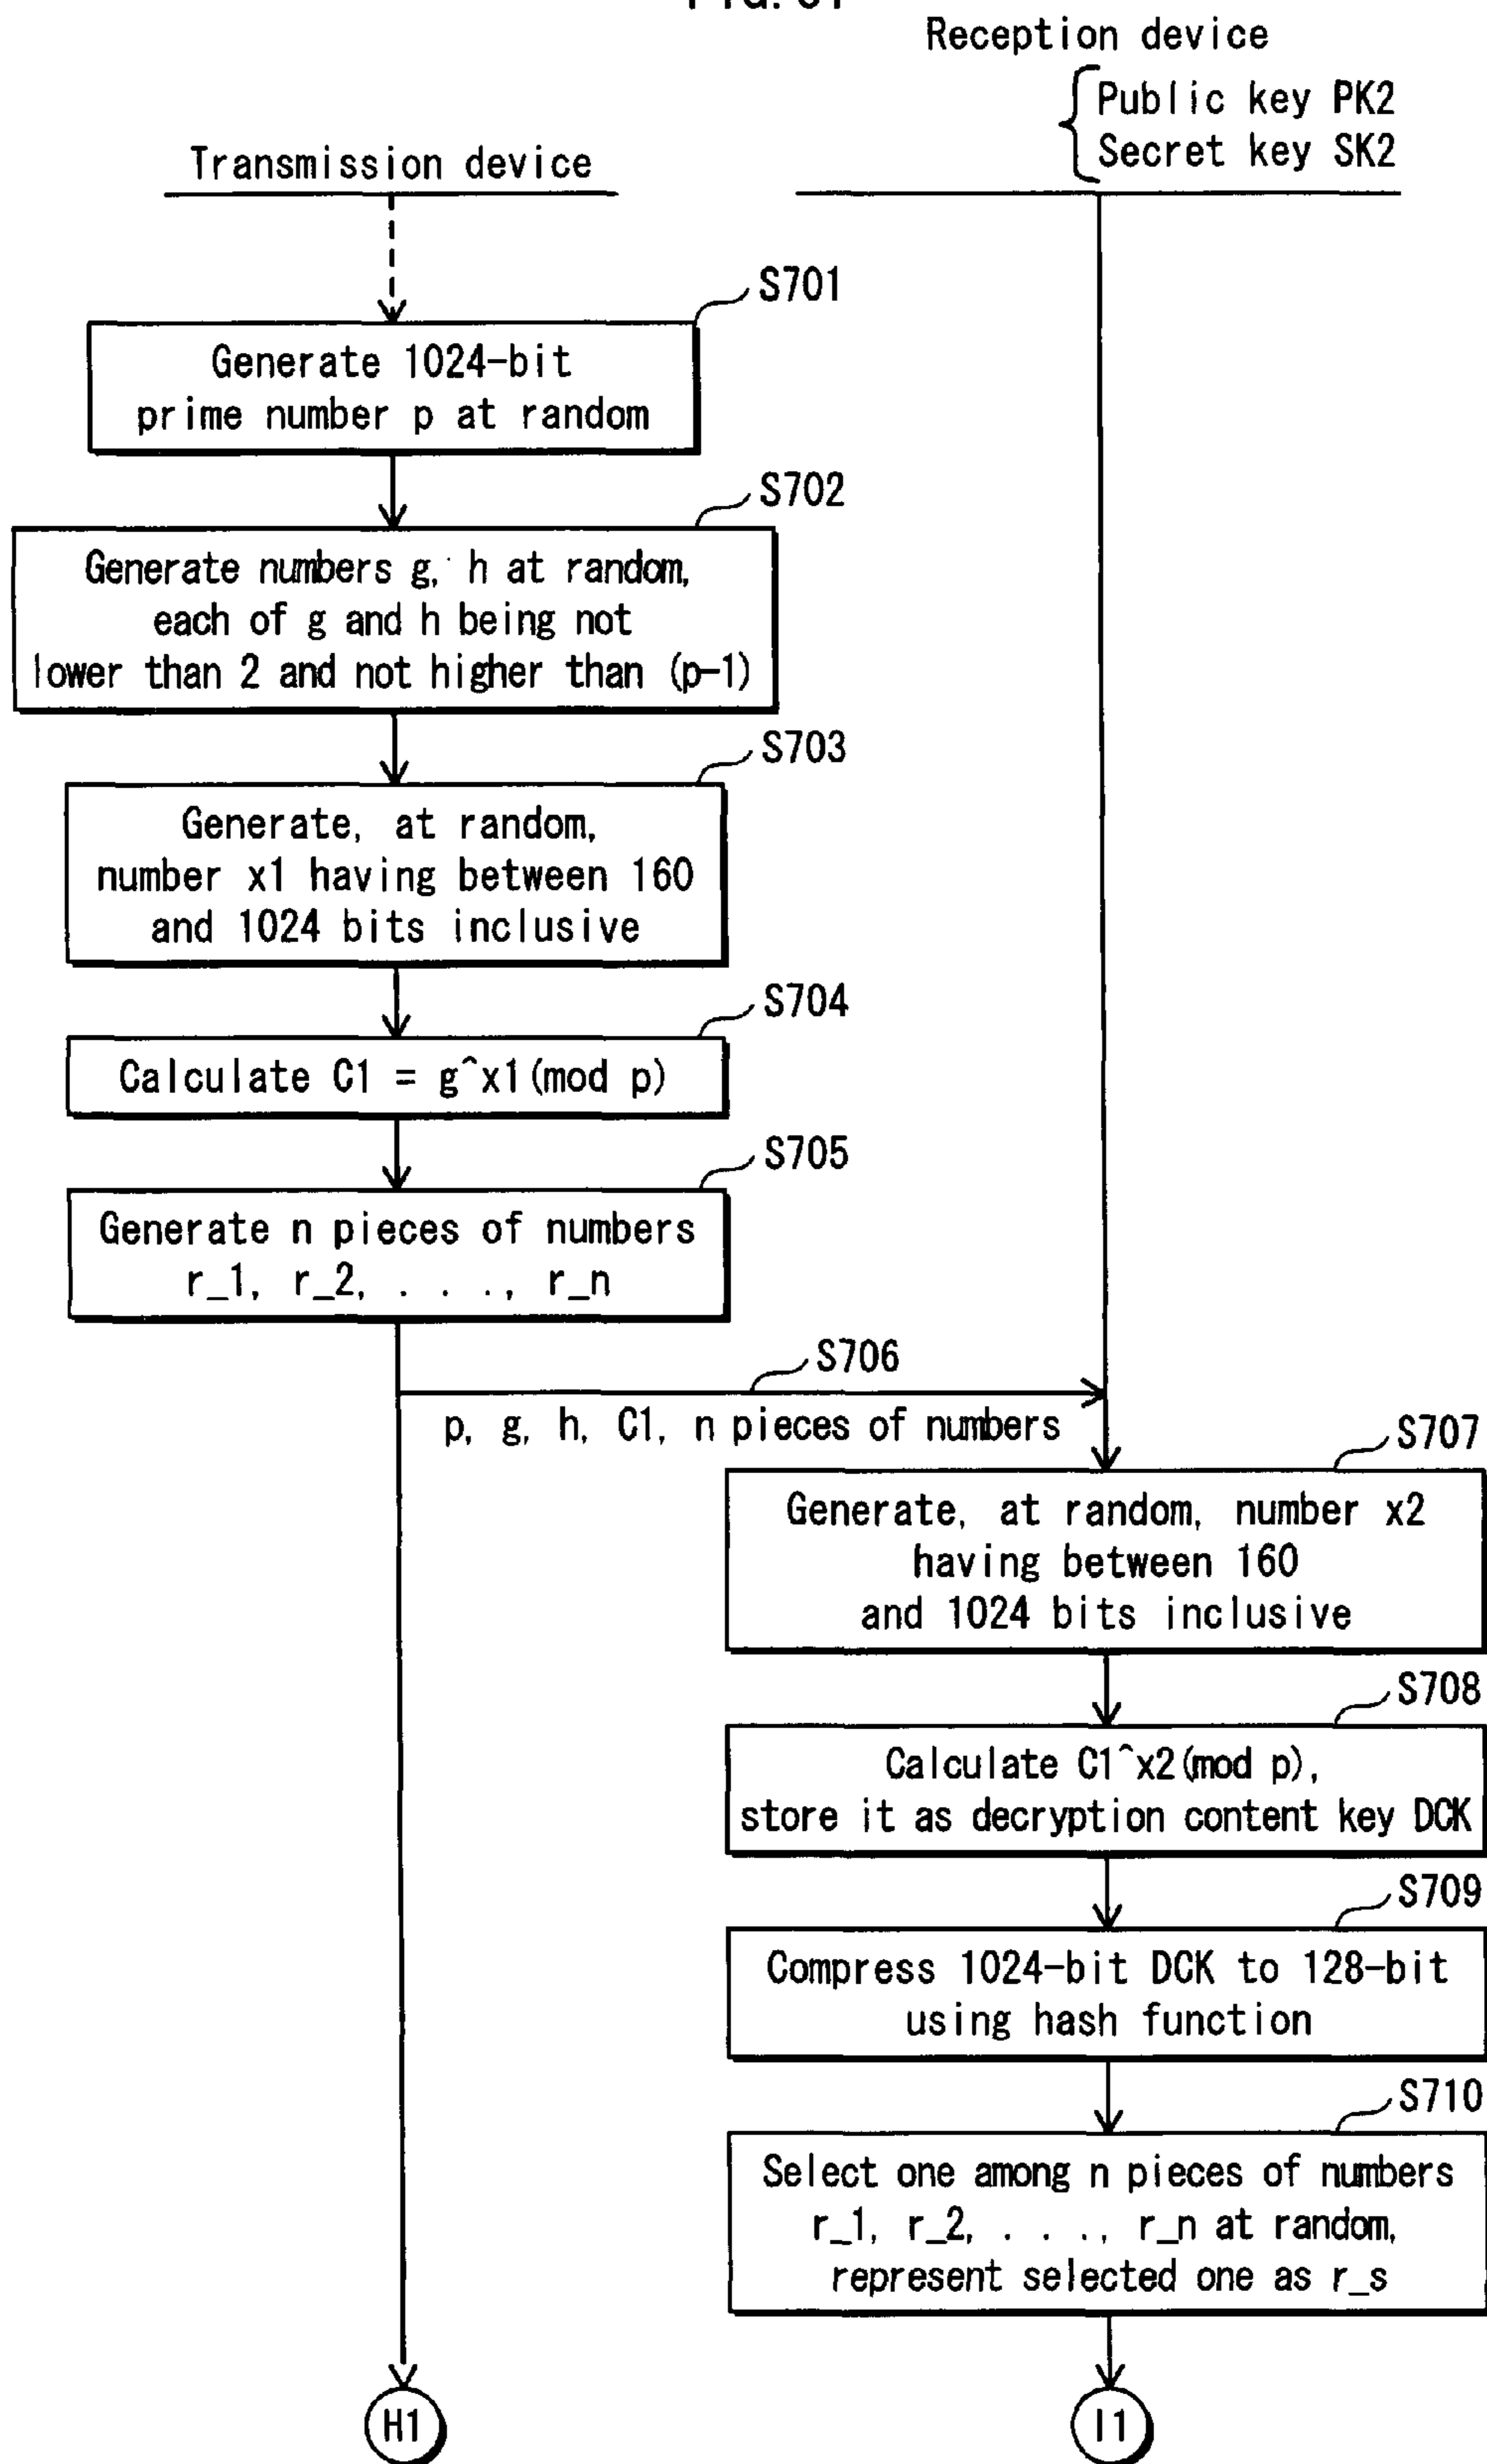 Reception device
Public key PK2
Secret key SK2
Transmission device
S701
Generate 1024-bit
prime number p at random
S702
Generate numbers g, h at random,
each of g and h being not
lower than 2 and not higher than (p-1)
S703
Generate, at random,
number x1 having between 160
and 1024 bits inclusive
S704
Calculate C1 = g^x1(mod p)
S705
Generate n pieces of numbers
r_1, r_2, . . ., r_n
S706
p, g, h, C1, n pieces of numbers
S707
Generate, at random, number x2
having between 160
and 1024 bits inclusive
S708
Calculate C1^x2(mod p),
store it as decryption content key DCK
S709
Compress 1024-bit DCK to 128-bit
using hash function
S710
Select one among n pieces of numbers
r_1, r_2, . . ., r_n at random,
represent selected one as r_s
H1
I1